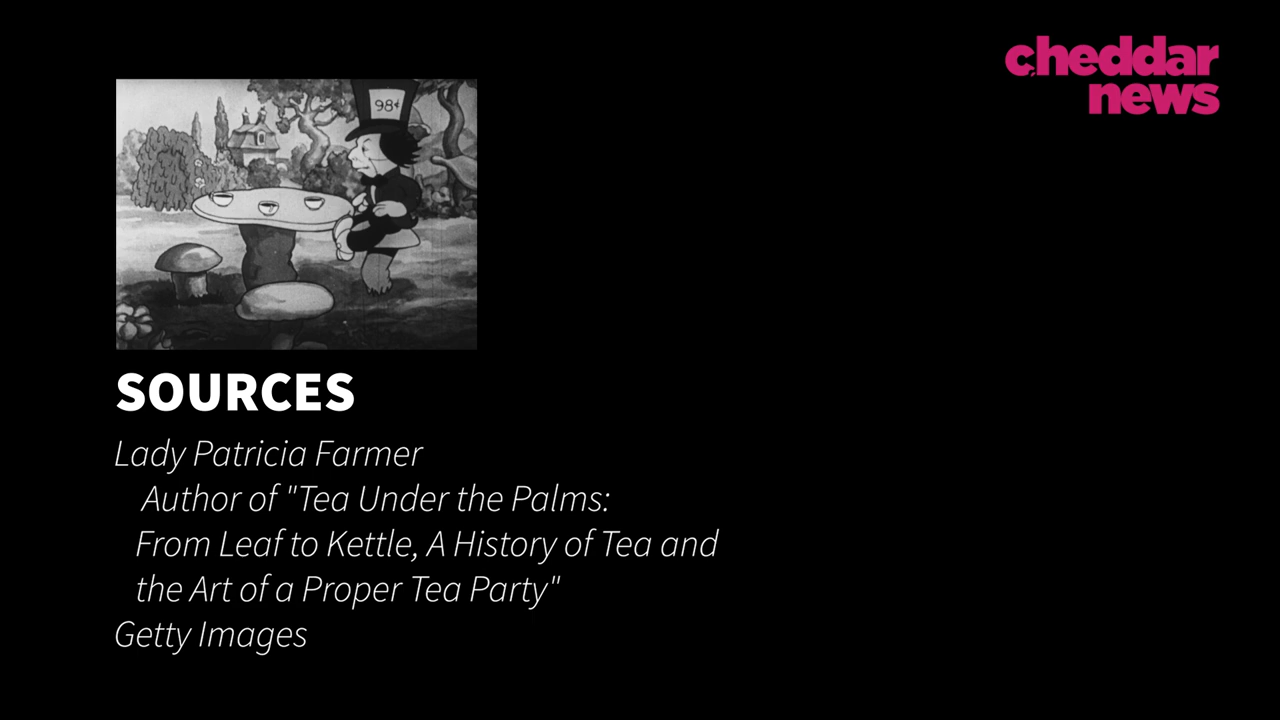 cheddar
news
98¢
SOURCES
Lady Patricia Farmer
Author of "Tea Under the Palms:
From Leaf to Kettle, A History of Tea and
the Art of a Proper Tea Party"
Getty Images